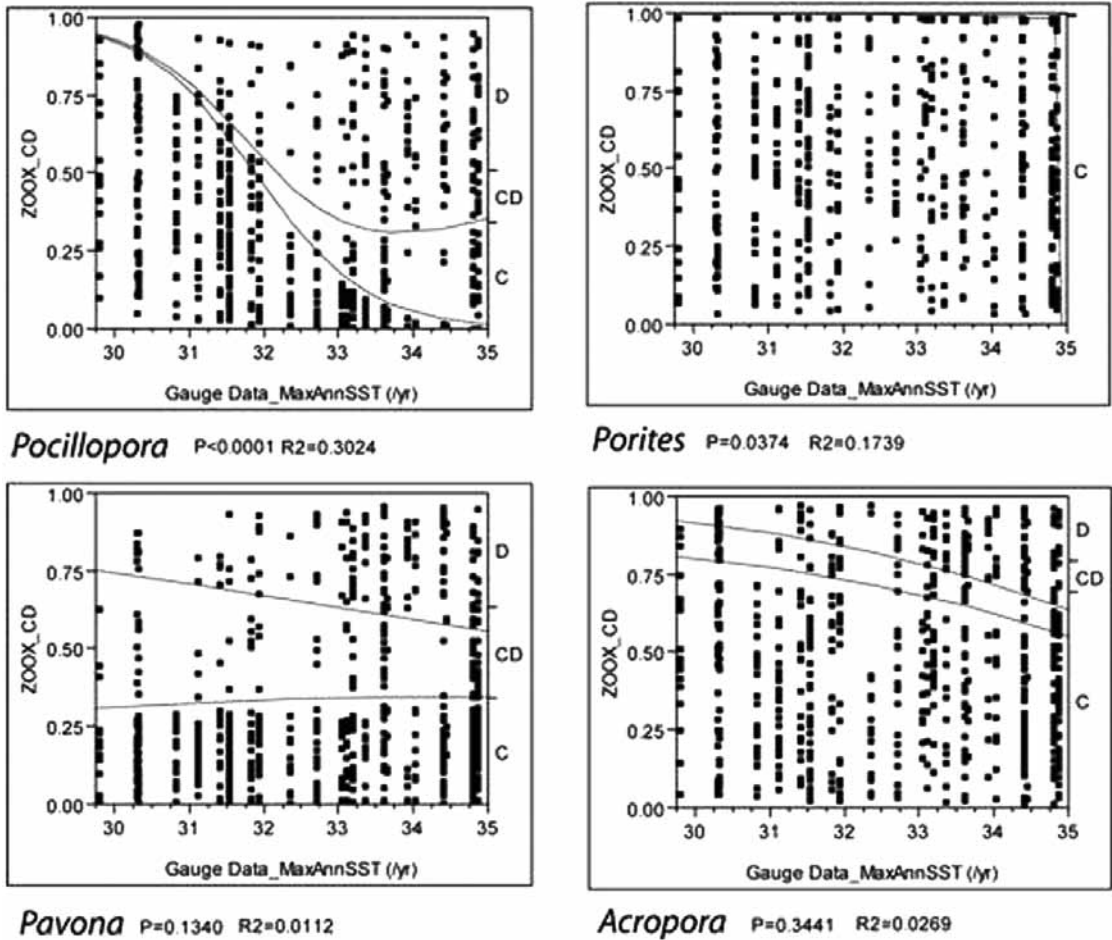 1.00
0.75
0.50
0.25
0.00
ZOOX_CD
D
CD
C
30 31 32 33 34 35
Gauge Data_MaxAnnSST (/yr)
Pocillopora P<0.0001 R2=0.3024
1.00
0.75
0.50
0.25
0.00
ZOOX_CD
C
30 31 32 33 34 35
Gauge Data_MaxAnnSST (/yr)
Porites P=0.0374 R2=0.1739
1.00
0.75
0.50
0.25
0.00
ZOOX_CD
D
CD
C
30 31 32 33 34 35
Gauge Data_MaxAnnSST (/yr)
Pavona P=0.1340 R2=0.0112
1.00
0.75
0.50
0.25
0.00
ZOOX_CD
D
CD
C
30 31 32 33 34 35
Gauge Data_MaxAnnSST (/yr)
Acropora P=0.3441 R2=0.0269